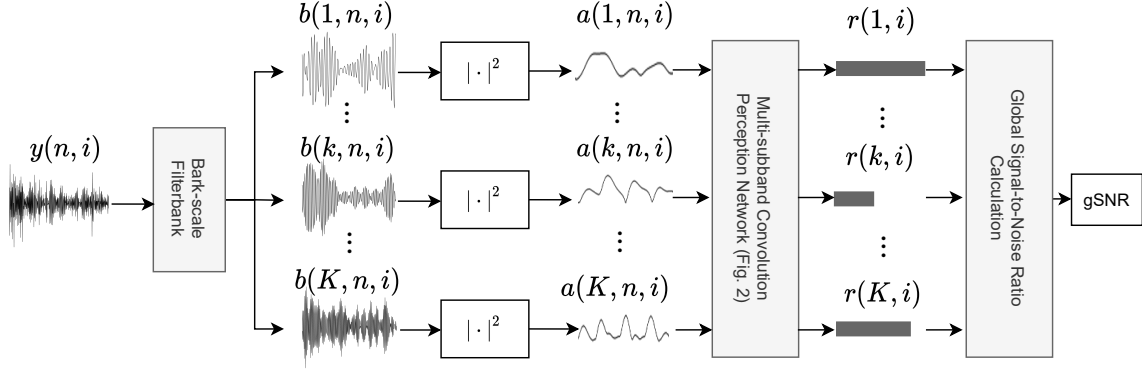 b(1, n, i)
a(1, n, i)
r(1, i)
| · |²
y(n, i)
Bark-scale
Filterbank
b(k, n, i)
| · |²
a(k, n, i)
Multi-subband Convolution
Perception Network (Fig. 2)
r(k, i)
Global Signal-to-Noise Ratio
Calculation
gSNR
b(K, n, i)
| · |²
a(K, n, i)
r(K, i)